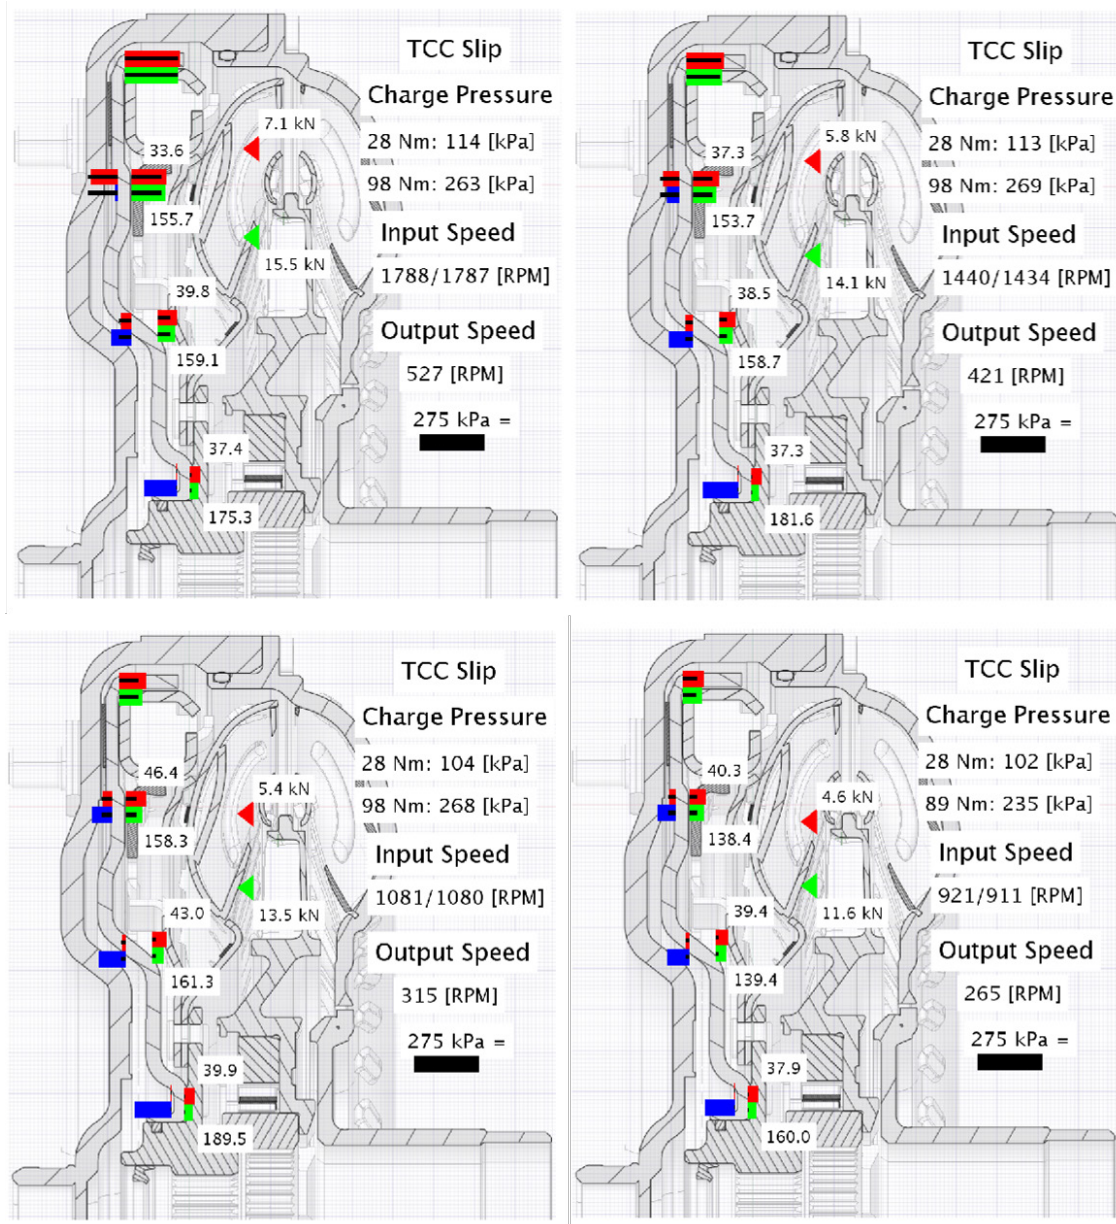 TCC Slip
Charge Pressure
7.1 kN
28 Nm: 114 [kPa]
33.6
98 Nm: 263 [kPa]
155.7
Input Speed
15.5 kN
1788/1787 [RPM]
39.8
Output Speed
159.1
527 [RPM]
275 kPa =
37.4
175.3
TCC Slip
Charge Pressure
5.8 kN
28 Nm: 113 [kPa]
37.3
98 Nm: 269 [kPa]
153.7
Input Speed
14.1 kN
1440/1434 [RPM]
38.5
Output Speed
158.7
421 [RPM]
275 kPa =
37.3
181.6
TCC Slip
Charge Pressure
28 Nm: 104 [kPa]
46.4
5.4 kN
98 Nm: 268 [kPa]
158.3
Input Speed
1081/1080 [RPM]
43.0
13.5 kN
Output Speed
161.3
315 [RPM]
275 kPa =
39.9
189.5
TCC Slip
Charge Pressure
28 Nm: 102 [kPa]
40.3
4.6 kN
89 Nm: 235 [kPa]
138.4
Input Speed
921/911 [RPM]
39.4
11.6 kN
Output Speed
139.4
265 [RPM]
275 kPa =
37.9
160.0